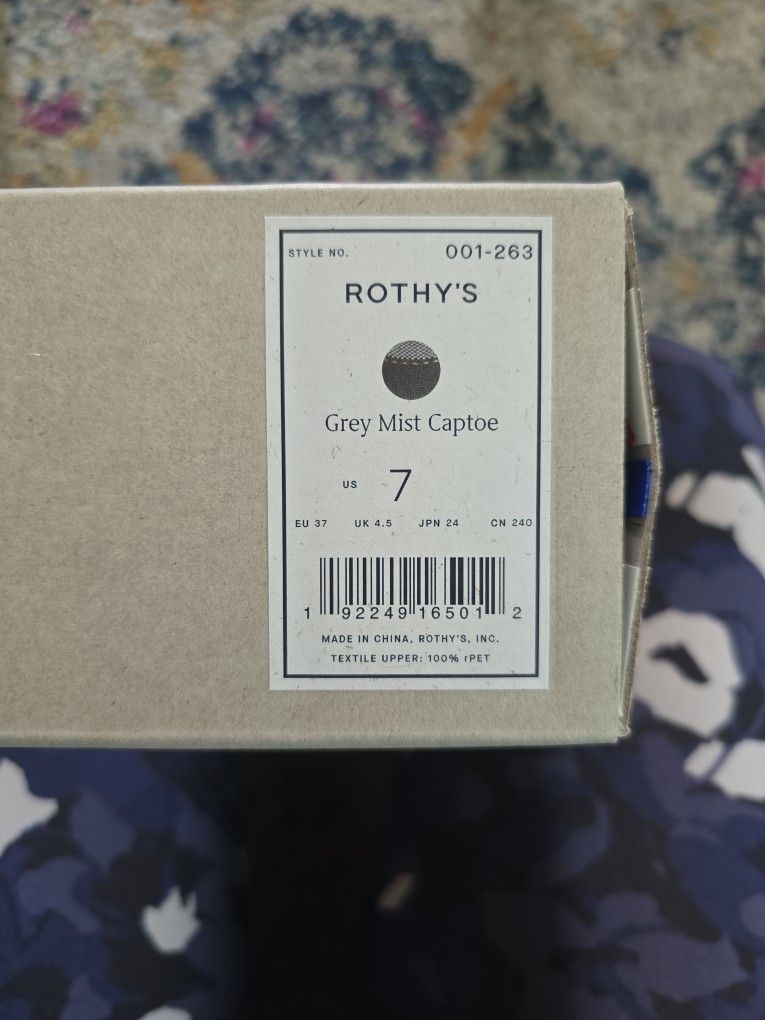 STYLE NO. 001-263
ROTHY'S
Grey Mist Captoe
US 7
EU 37 UK 4.5 JPN 24 CN 240
1 92249 16501 2
MADE IN CHINA, ROTHY'S, INC.
TEXTILE UPPER: 100% rPET